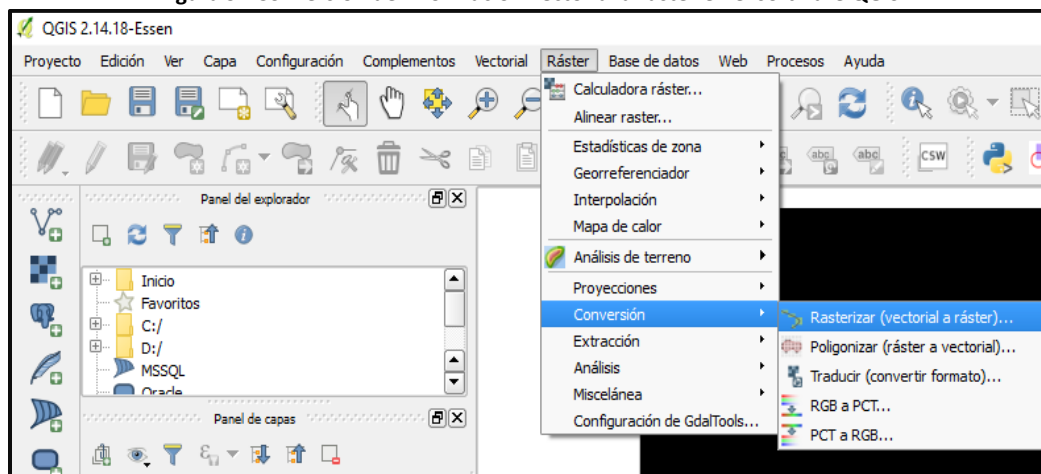 QGIS 2.14.18-Essen
Proyecto Edición Ver Capa Configuración Complementos Vectorial Ráster Base de datos Web Procesos Ayuda
Calculadora ráster...
Alinear raster...
Estadísticas de zona
Georreferenciador
Interpolación
Mapa de calor
Análisis de terreno
Proyecciones
Conversión
Extracción
Análisis
Miscelánea
Configuración de GdalTools...
Rasterizar (vectorial a ráster)...
Poligonizar (ráster a vectorial)...
Traducir (convertir formato)...
RGB a PCT...
PCT a RGB...
abc
abc
CSW
Panel del explorador
Inicio
Favoritos
C:/
D:/
MSSQL
Oracle
Panel de capas